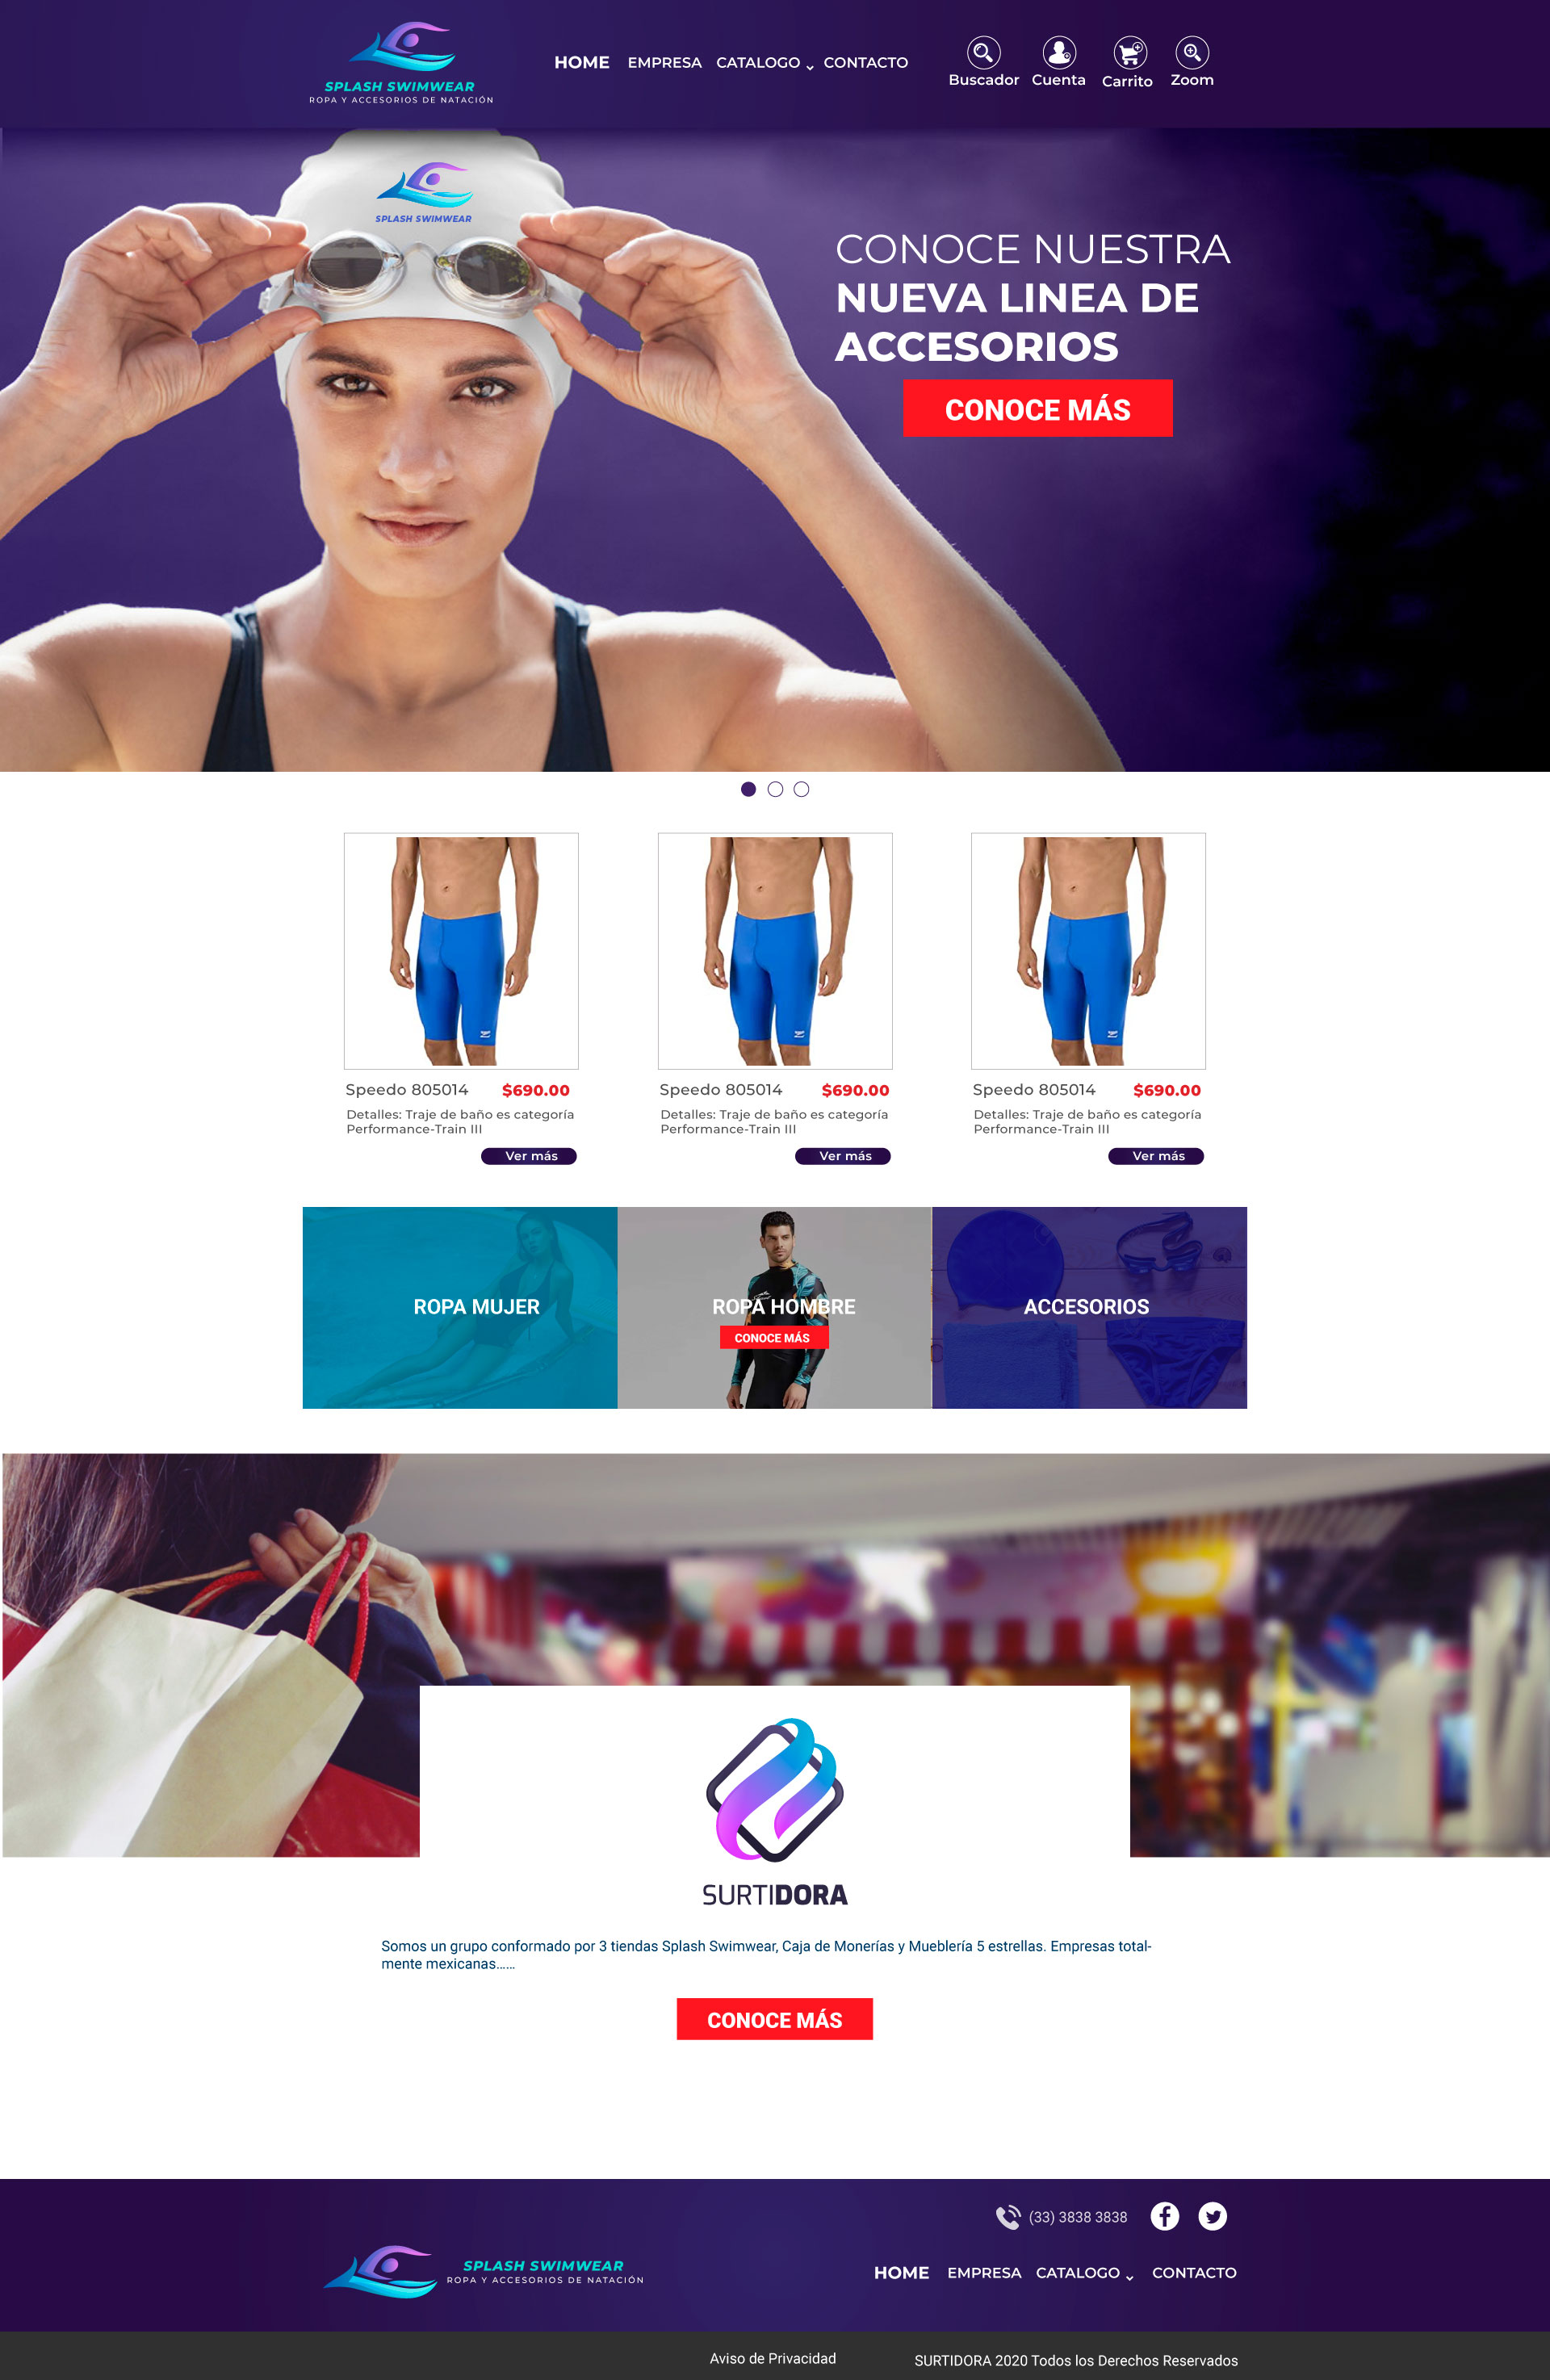 SPLASH SWIMWEAR
ROPA Y ACCESORIOS DE NATACIÓN
HOME EMPRESA CATALOGO CONTACTO
Buscador Cuenta Carrito Zoom
SPLASH SWIMWEAR
CONOCE NUESTRA
NUEVA LINEA DE
ACCESORIOS
CONOCE MÁS
Speedo 805014 $690.00
Detalles: Traje de baño es categoría
Performance-Train III
Ver más
Speedo 805014 $690.00
Detalles: Traje de baño es categoría
Performance-Train III
Ver más
Speedo 805014 $690.00
Detalles: Traje de baño es categoría
Performance-Train III
Ver más
ROPA MUJER
ROPA HOMBRE
CONOCE MÁS
ACCESORIOS
SURTIDORA
Somos un grupo conformado por 3 tiendas Splash Swimwear, Caja de Monerías y Mueblería 5 estrellas. Empresas total-
mente mexicanas......
CONOCE MÁS
(33) 3838 3838
SPLASH SWIMWEAR
ROPA Y ACCESORIOS DE NATACIÓN
HOME EMPRESA CATALOGO CONTACTO
Aviso de Privacidad
SURTIDORA 2020 Todos los Derechos Reservados